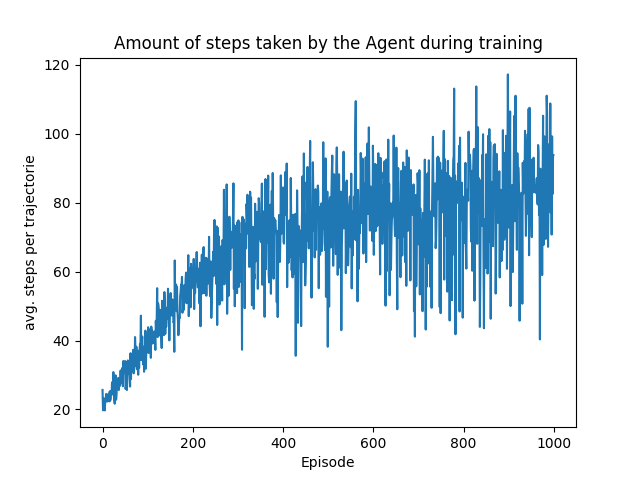 Amount of steps taken by the Agent during training
120
100
80
60
40
20
avg. steps per trajectorie
0 200 400 600 800 1000
Episode